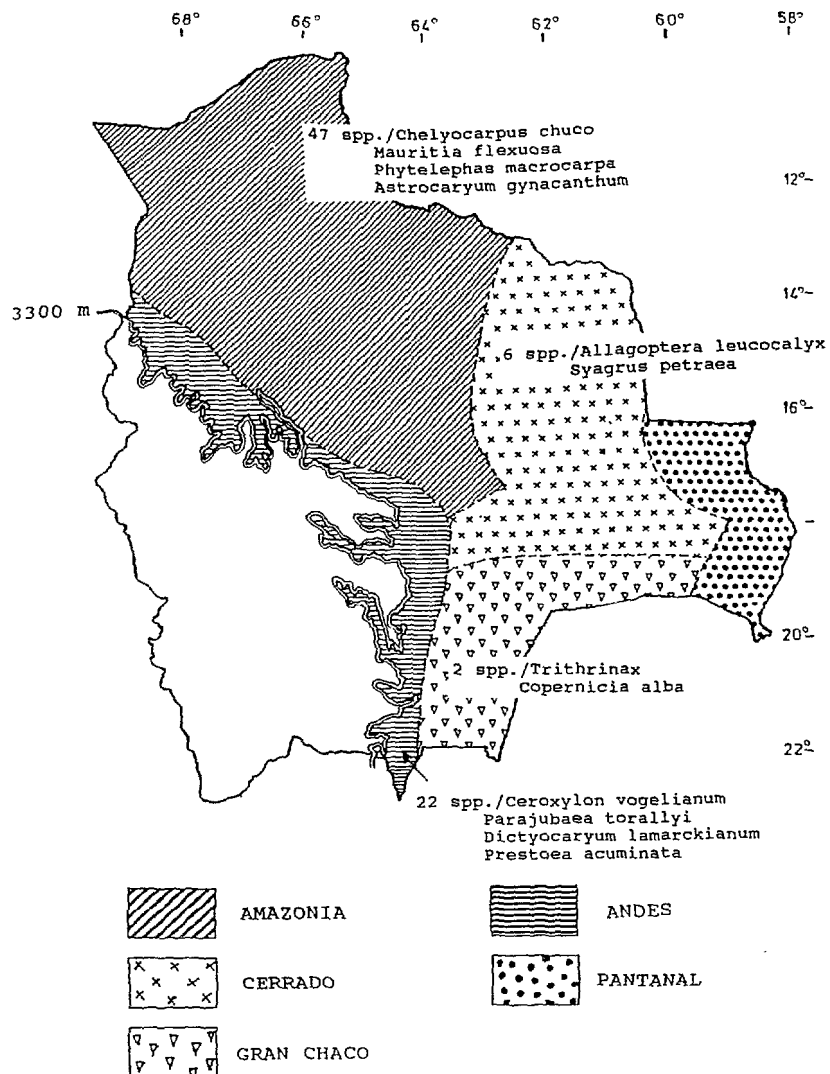 68° 66° 64° 62° 60° 58°
47 spp./Chelyocarpus chuco
Mauritia flexuosa
Phytelephas macrocarpa
Astrocaryum gynacanthum
12°
14°
3300 m
6 spp./Allagoptera leucocalyx
Syagrus petraea
16°
20°
2 spp./Trithrinax
Copernicia alba
22°
22 spp./Ceroxylon vogelianum
Parajubaea torallyi
Dictyocaryum lamarckianum
Prestoea acuminata
AMAZONIA
ANDES
CERRADO
PANTANAL
GRAN CHACO